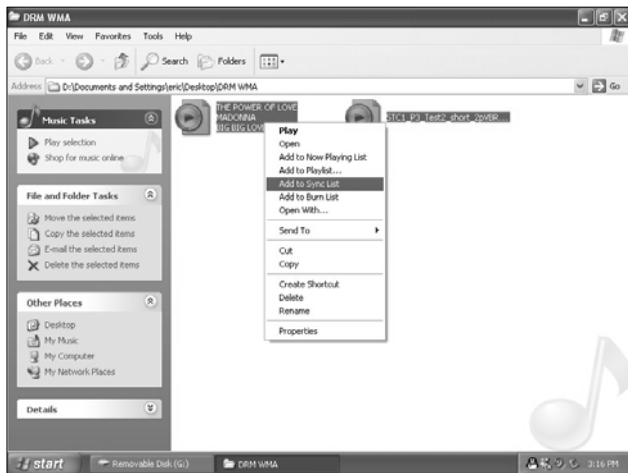 DRM WMA
File Edit View Favorites Tools Help
Back Search Folders
Address D:\Documents and Settings\eric\Desktop\DRM WMA Go
Music Tasks
Play selection
Shop for music online
File and Folder Tasks
Move the selected items
Copy the selected items
E-mail the selected items
Delete the selected items
Other Places
Desktop
My Music
My Computer
My Network Places
Details
THE POWER OF LOVE
MADONNA
BIG BIG LOVE
STC1_P3_Test2_short_2pVBR...
Play
Open
Add to Now Playing List
Add to Playlist...
Add to Sync List
Add to Burn List
Open With...
Send To
Cut
Copy
Create Shortcut
Delete
Rename
Properties
start Removable Disk (G:) DRM WMA 3:16 PM